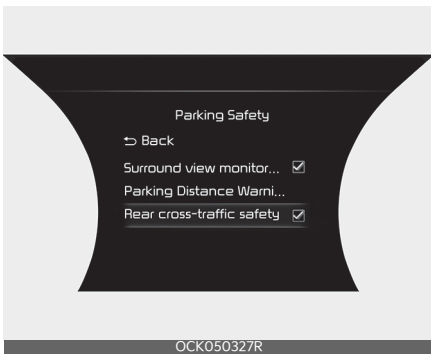 Parking Safety
Back
Surround view monitor...
Parking Distance Warni...
Rear cross-traffic safety
OCK050327R